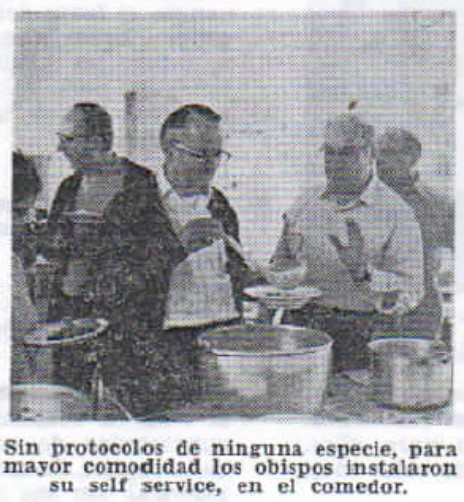 Sin protocolos de ninguna especie, para
mayor comodidad los obispos instalaron
su self service, en el comedor.